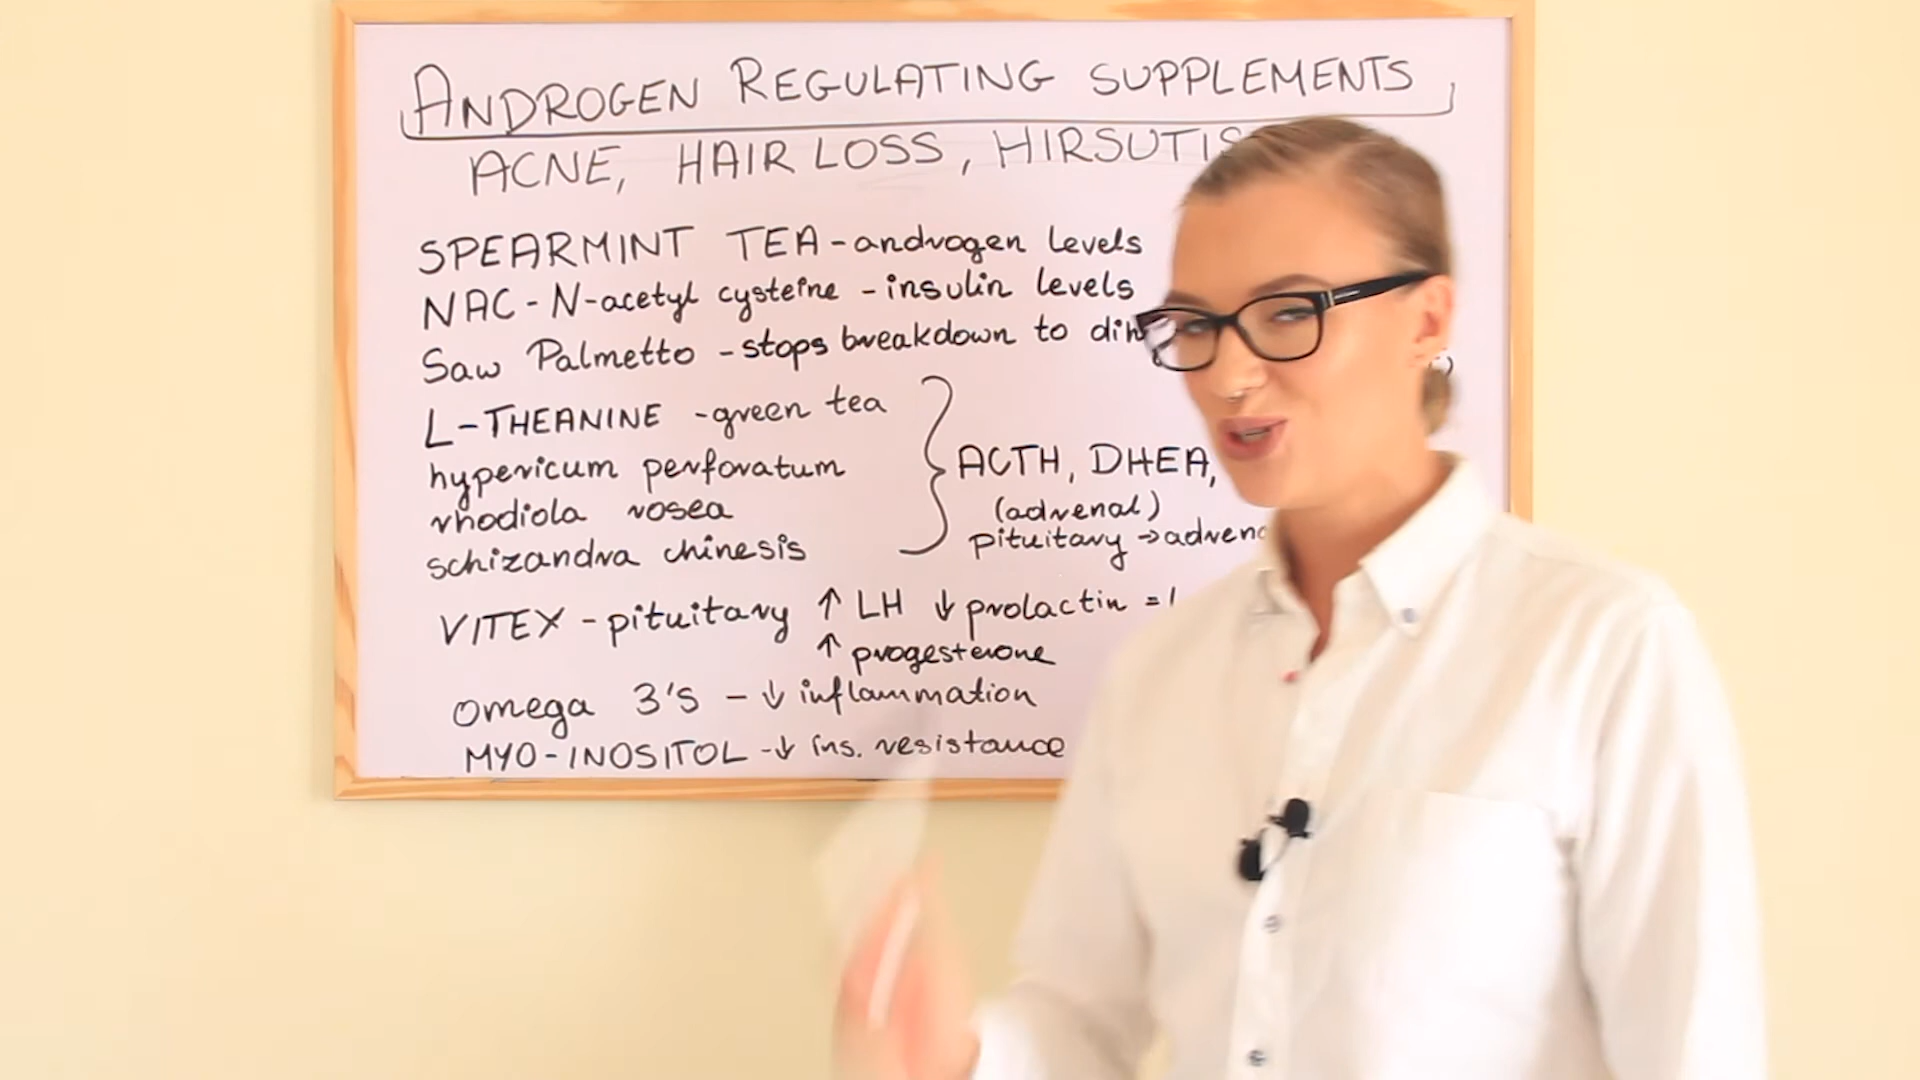 ANDROGEN REGULATING SUPPLEMENTS
ACNE, HAIR LOSS, HIRSUTIS
SPEARMINT TEA - androgen levels
NAC - N-acetyl cysteine - insulin levels
Saw Palmetto - stops breakdown to dih
L-THEANINE - green tea
hypericum perforatum
rhodiola rosea
schizandra chinesis
ACTH, DHEA,
(adrenal)
pituitary → adren
VITEX - pituitary ↑ LH ↓ prolactin =
↑ progesterone
omega 3'S - ↓ inflammation
MYO-INOSITOL - ↓ ins. resistance